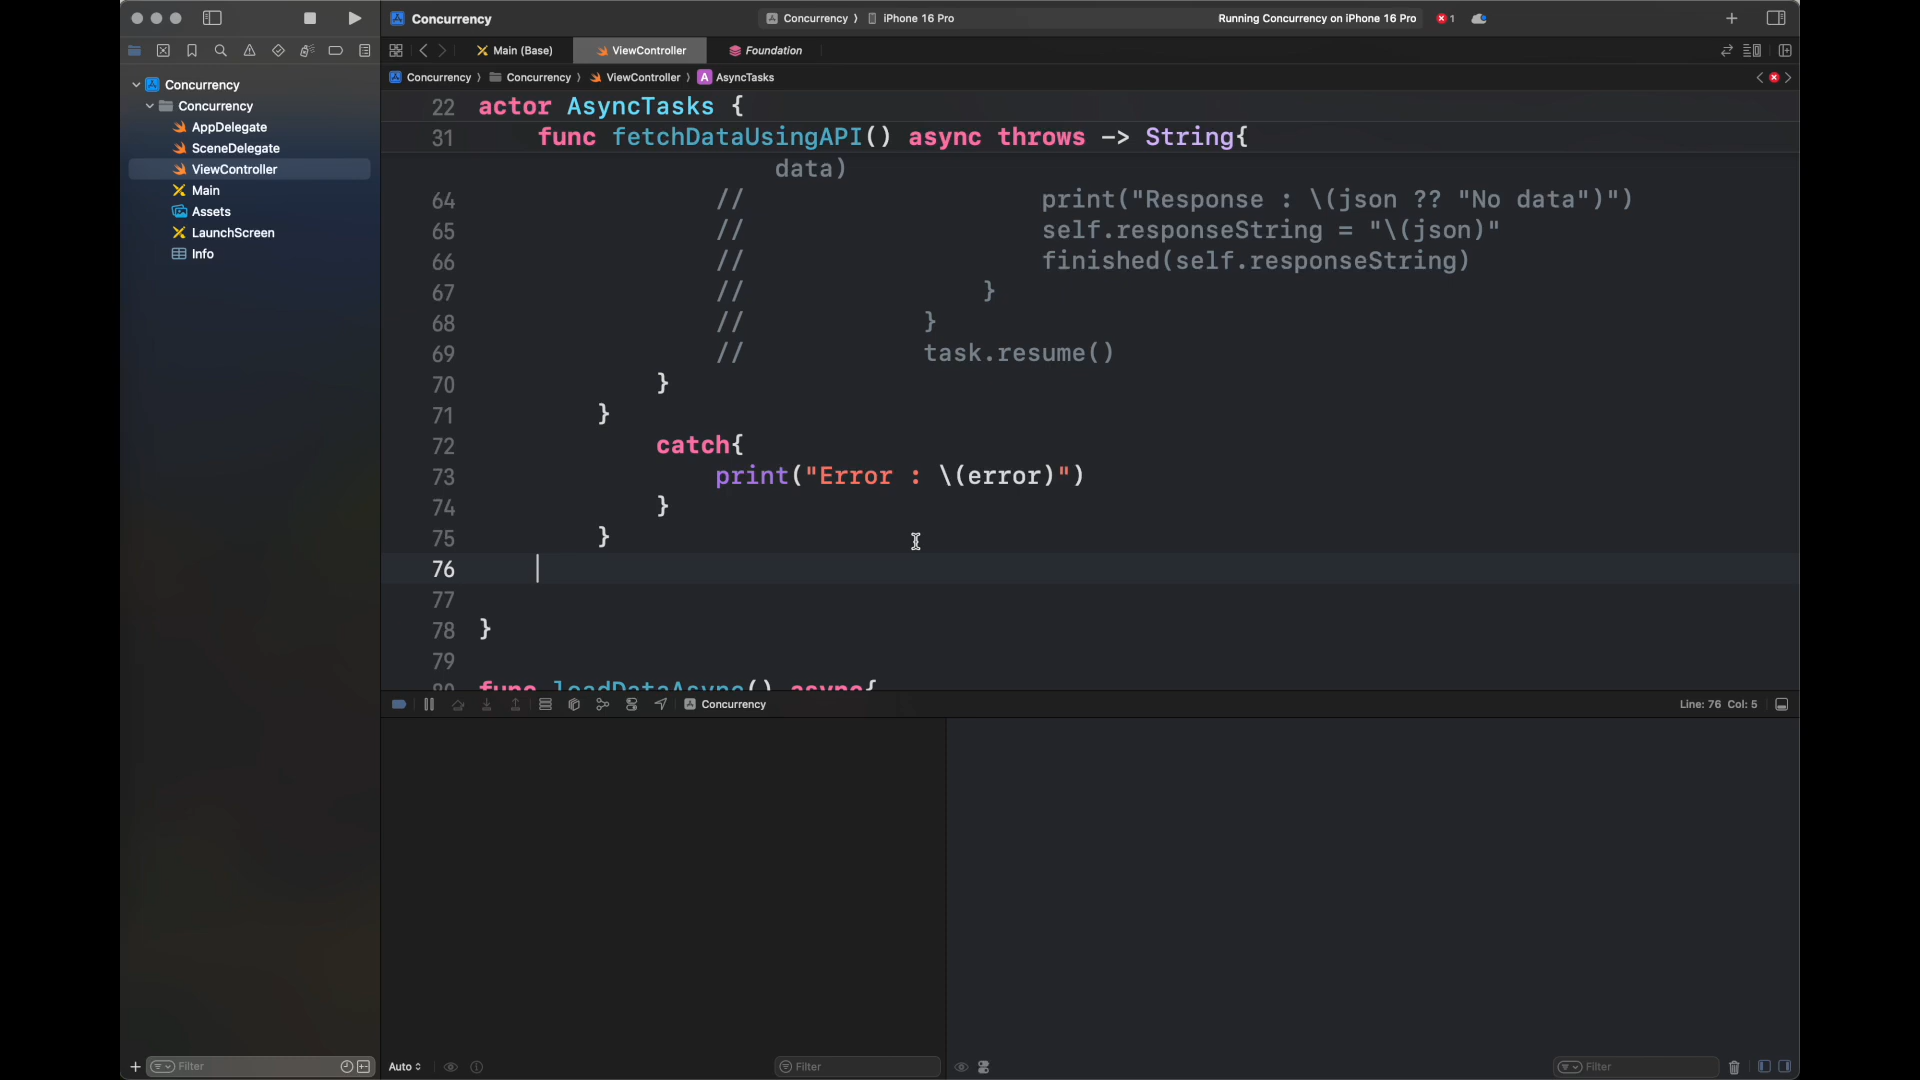 Concurrency
Concurrency ⟩ iPhone 16 Pro
Running Concurrency on iPhone 16 Pro
1
Main (Base)
ViewController
Foundation
Concurrency ⟩ Concurrency ⟩ ViewController ⟩ A AsyncTasks
Concurrency
Concurrency
AppDelegate
SceneDelegate
ViewController
Main
Assets
LaunchScreen
Info
22 actor AsyncTasks {
31 func fetchDataUsingAPI() async throws -> String{
data)
64 // print("Response : \(json ?? "No data")")
65 // self.responseString = "\(json)"
66 // finished(self.responseString)
67 // }
68 // }
69 // task.resume()
70 }
71 }
72 catch{
73 print("Error : \(error)")
74 }
75 }
76
77
78 }
79
80 func loadDataAsync() async{
Concurrency
Line: 76 Col: 5
Filter
Auto
Filter
Filter